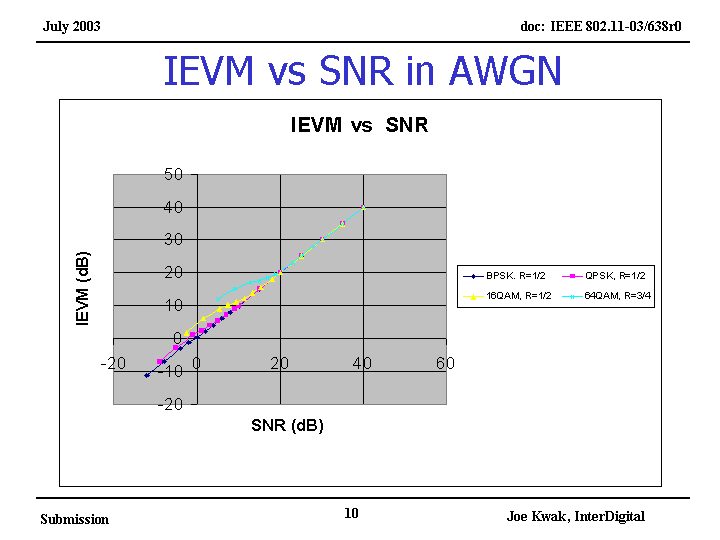 July 2003 doc: IEEE 802.11-03/638r0
IEVM vs SNR in AWGN
IEVM vs SNR
50
40
30
20
10
0
-10
-20
-20 0 20 40 60
IEVM (dB)
SNR (dB)
BPSK. R=1/2 QPSK, R=1/2
16QAM, R=1/2 64QAM, R=3/4
Submission 10 Joe Kwak, InterDigital